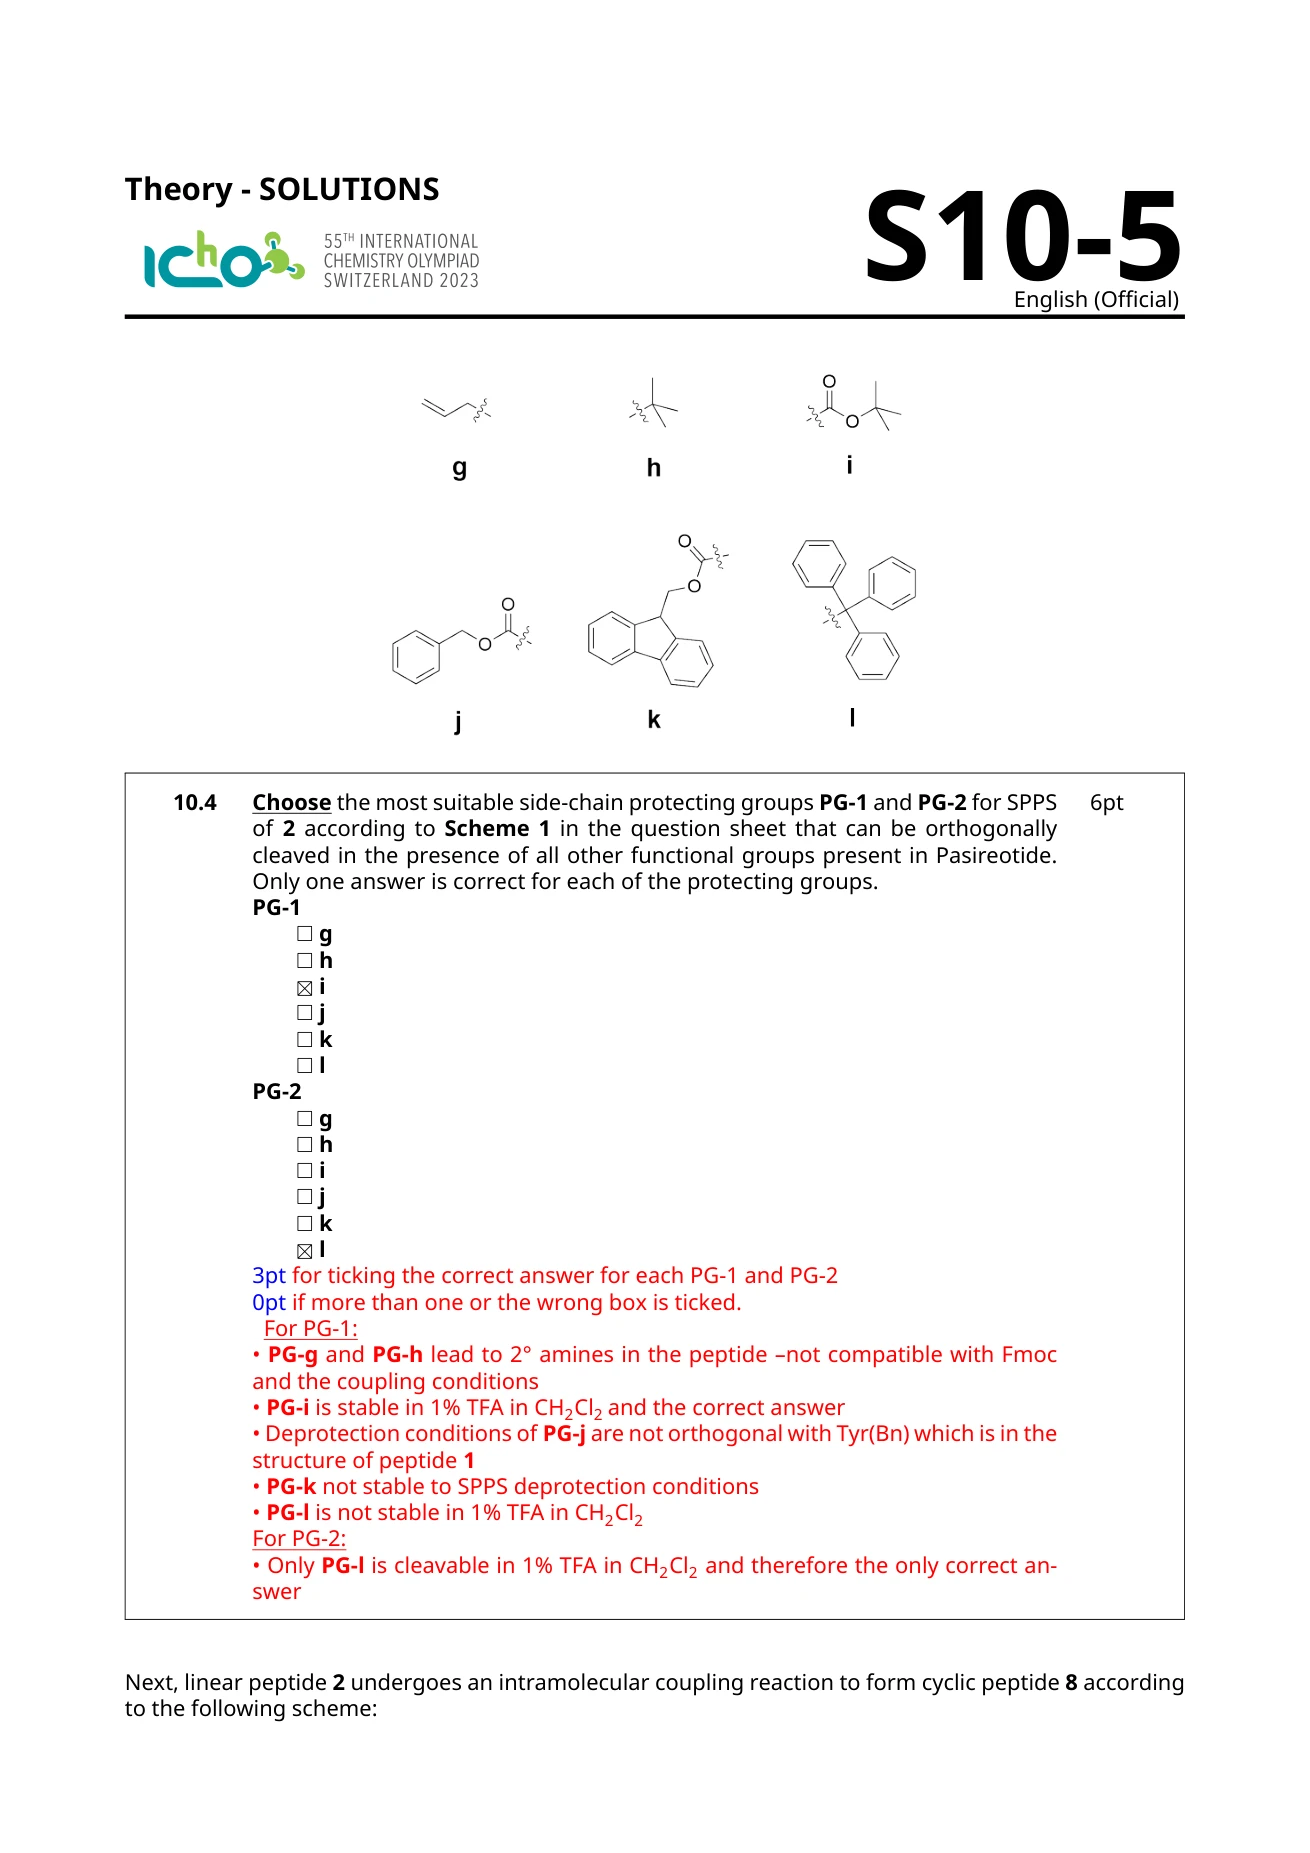 Theory - SOLUTIONS
S10-5
IChO
55TH INTERNATIONAL
CHEMISTRY OLYMPIAD
SWITZERLAND 2023
English (Official)
O
O
g
h
i
O
O
O
O
j
k
l
10.4 Choose the most suitable side-chain protecting groups PG-1 and PG-2 for SPPS 6pt
of 2 according to Scheme 1 in the question sheet that can be orthogonally
cleaved in the presence of all other functional groups present in Pasireotide.
Only one answer is correct for each of the protecting groups.
PG-1
☐ g
☐ h
☒ i
☐ j
☐ k
☐ l
PG-2
☐ g
☐ h
☐ i
☐ j
☐ k
☒ l
3pt for ticking the correct answer for each PG-1 and PG-2
0pt if more than one or the wrong box is ticked.
For PG-1:
• PG-g and PG-h lead to 2° amines in the peptide –not compatible with Fmoc
and the coupling conditions
• PG-i is stable in 1% TFA in CH2Cl2 and the correct answer
• Deprotection conditions of PG-j are not orthogonal with Tyr(Bn) which is in the
structure of peptide 1
• PG-k not stable to SPPS deprotection conditions
• PG-l is not stable in 1% TFA in CH2Cl2
For PG-2:
• Only PG-l is cleavable in 1% TFA in CH2Cl2 and therefore the only correct an-
swer
Next, linear peptide 2 undergoes an intramolecular coupling reaction to form cyclic peptide 8 according
to the following scheme: